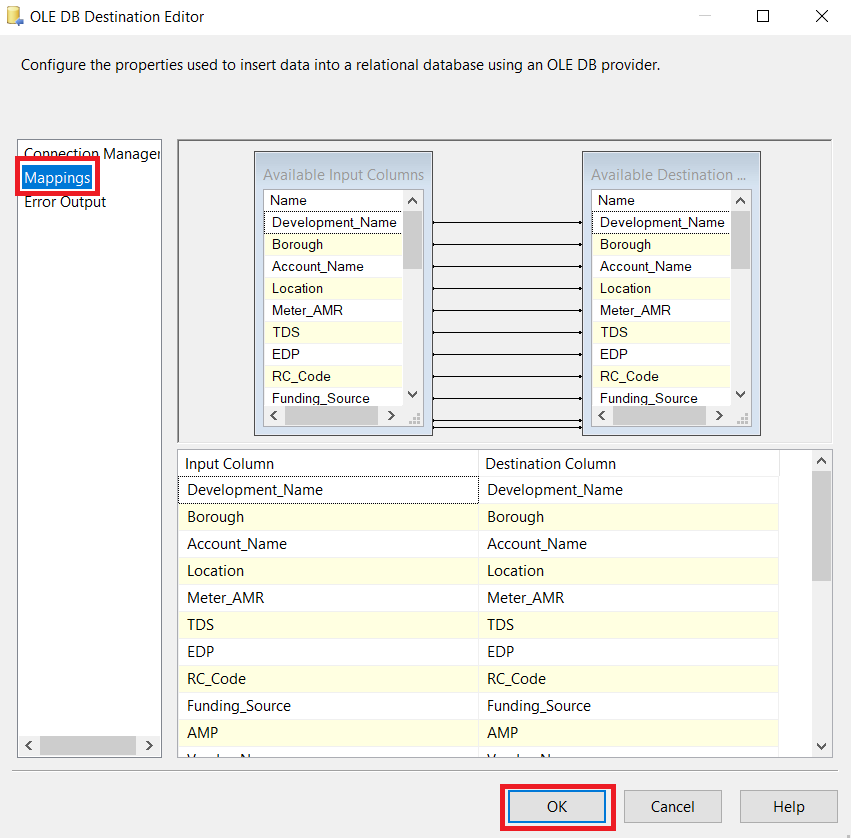 OLE DB Destination Editor
Configure the properties used to insert data into a relational database using an OLE DB provider.
Connection Manager
Mappings
Error Output
Available Input Columns
Name
Development_Name
Borough
Account_Name
Location
Meter_AMR
TDS
EDP
RC_Code
Funding_Source
Available Destination ...
Name
Development_Name
Borough
Account_Name
Location
Meter_AMR
TDS
EDP
RC_Code
Funding_Source
Input Column Destination Column
Development_Name Development_Name
Borough Borough
Account_Name Account_Name
Location Location
Meter_AMR Meter_AMR
TDS TDS
EDP EDP
RC_Code RC_Code
Funding_Source Funding_Source
AMP AMP
OK Cancel Help